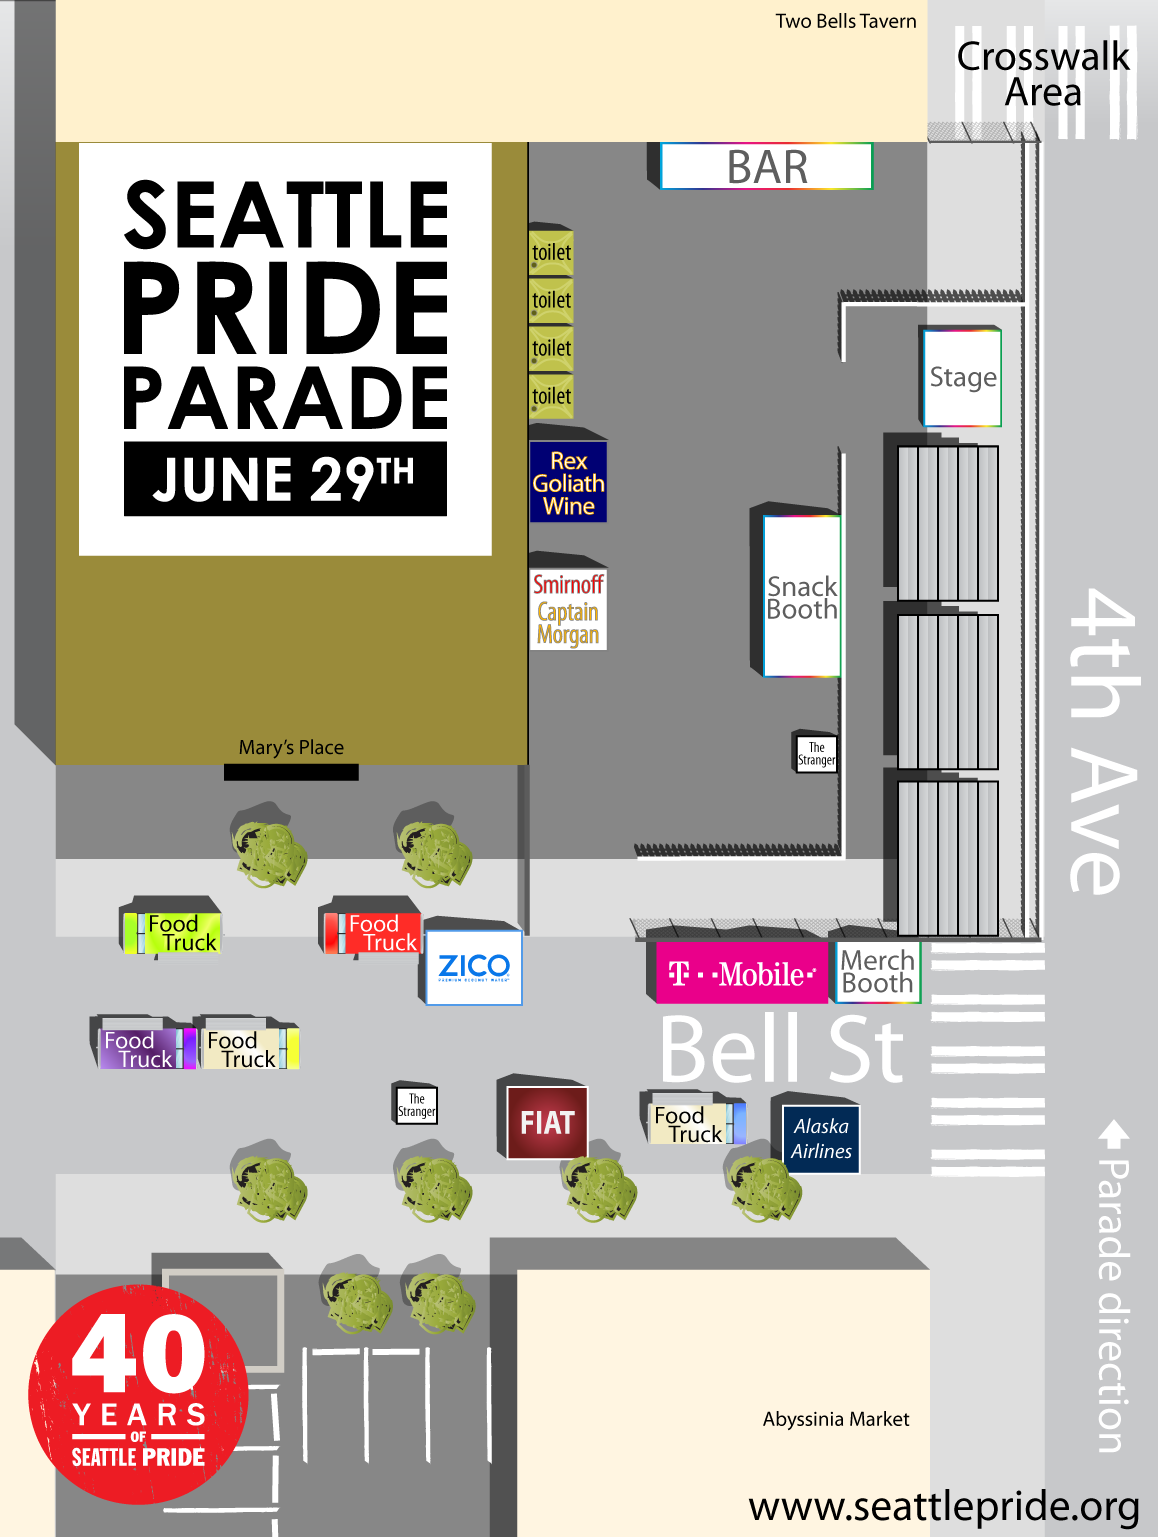 Two Bells Tavern
Crosswalk
Area
BAR
SEATTLE
PRIDE
PARADE
JUNE 29TH
toilet
toilet
toilet
toilet
Rex
Goliath
Wine
Smirnoff
Captain
Morgan
Stage
Snack
Booth
The
Stranger
4th Ave
Mary's Place
Food
Truck
Food
Truck
ZICO
PREMIUM COCONUT WATER
T··Mobile·
Merch
Booth
Bell St
Food
Truck
Food
Truck
The
Stranger
FIAT
Food
Truck
Alaska
Airlines
Parade direction
40
YEARS
OF
SEATTLE PRIDE
Abyssinia Market
www.seattlepride.org